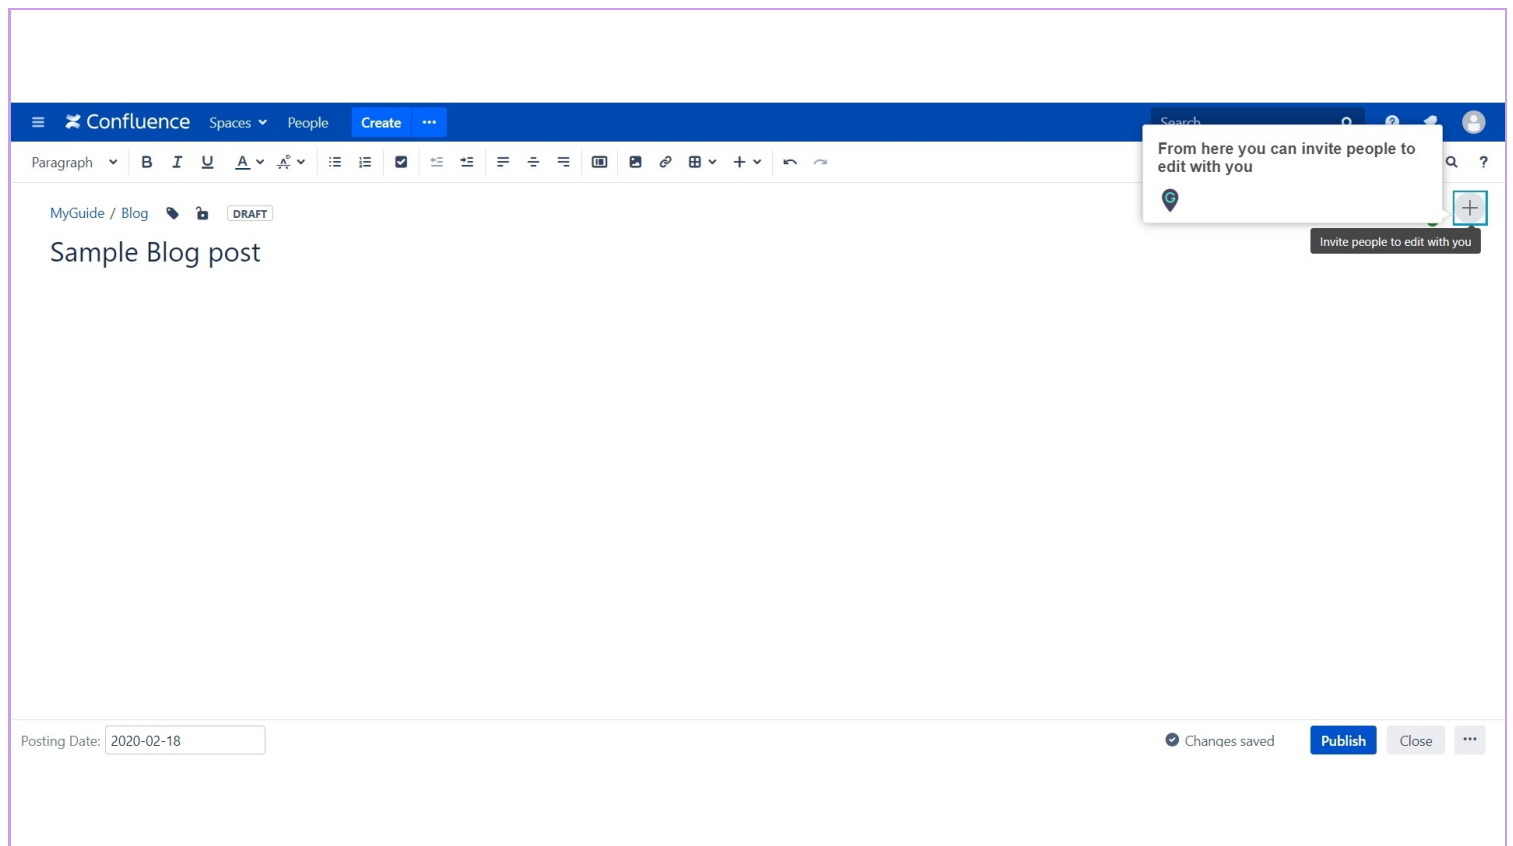 Confluence Spaces People Create Search
Paragraph B I U A
From here you can invite people to
edit with you
MyGuide / Blog DRAFT
Invite people to edit with you
Sample Blog post
Posting Date: 2020-02-18 Changes saved Publish Close